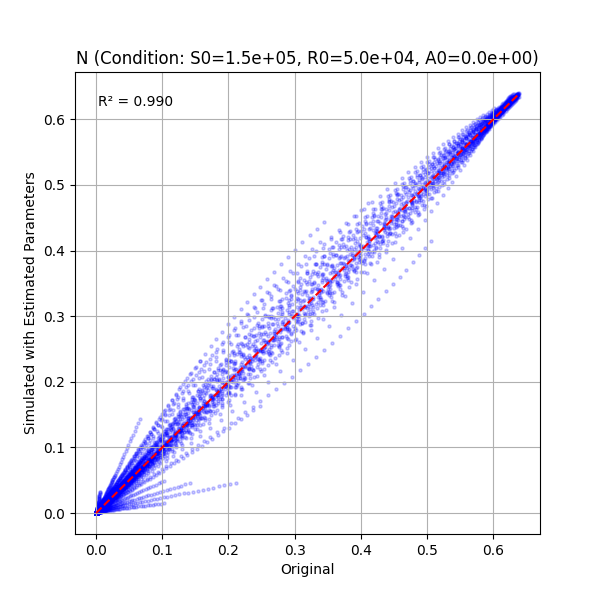 N (Condition: S0=1.5e+05, R0=5.0e+04, A0=0.0e+00)
R² = 0.990
0.6
0.5
0.4
0.3
0.2
0.1
0.0
Simulated with Estimated Parameters
0.0 0.1 0.2 0.3 0.4 0.5 0.6
Original